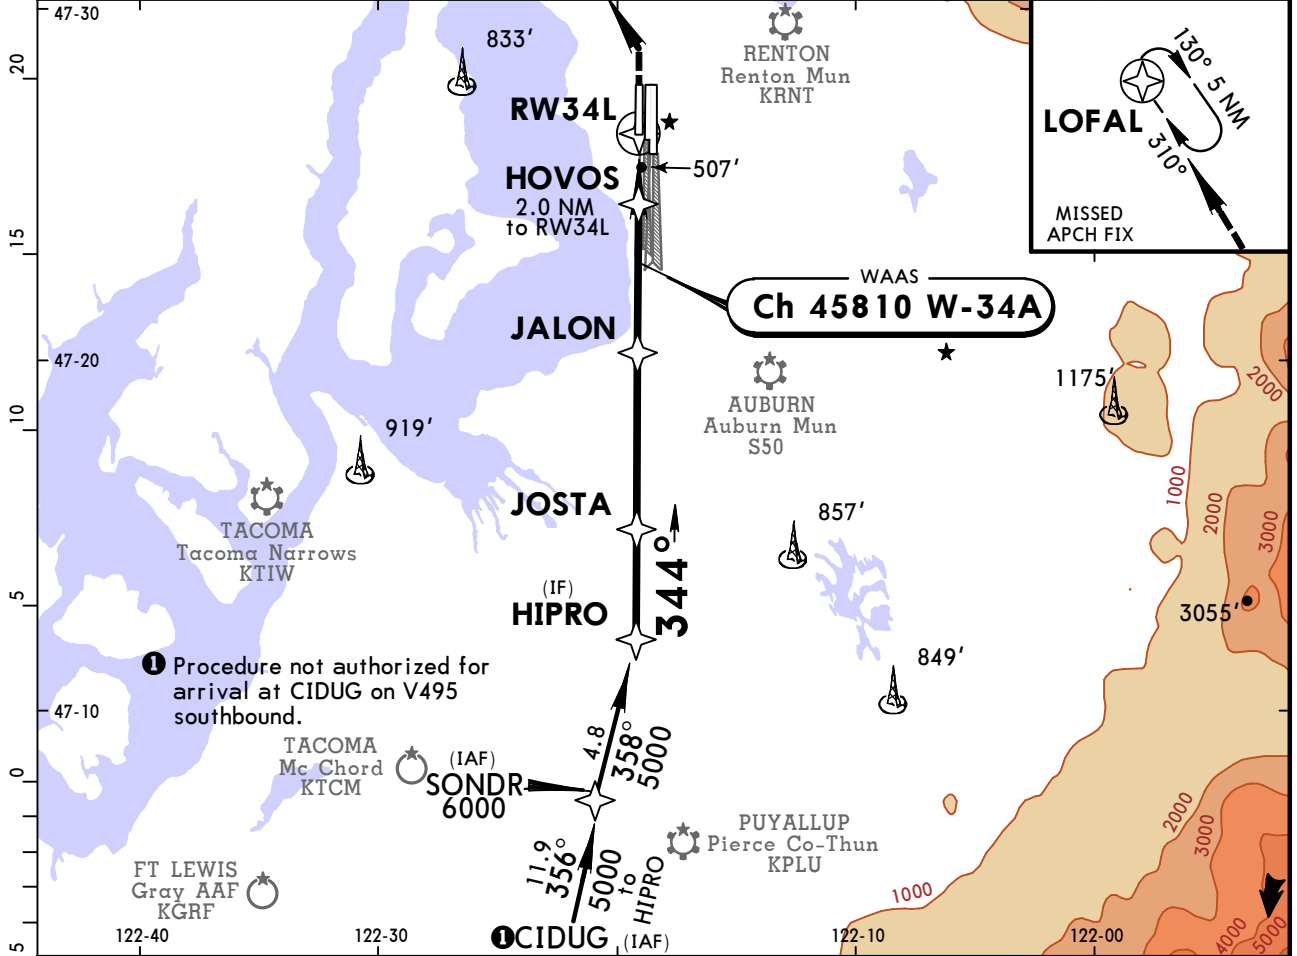 47-30
20
833'
RENTON
Renton Mun
KRNT
130° 5 NM
LOFAL
310°
MISSED
APCH FIX
RW34L
507'
HOVOS
2.0 NM
to RW34L
15
WAAS
Ch 45810 W-34A
JALON
47-20
AUBURN
Auburn Mun
S50
1175'
2000
10
919'
JOSTA
1000
2000
3000
857'
TACOMA
Tacoma Narrows
KTIW
344°
(IF)
HIPRO
5
3055'
849'
1 Procedure not authorized for
arrival at CIDUG on V495
southbound.
47-10
TACOMA
Mc Chord
KTCM
(IAF)
SONDR
6000
4.8
358°
5000
0
PUYALLUP
Pierce Co-Thun
KPLU
2000
3000
FT LEWIS
Gray AAF
KGRF
11.9
356°
5000
to
HIPRO
1000
4000
5000
5
1 CIDUG (IAF)
122-40
122-30
122-10
122-00